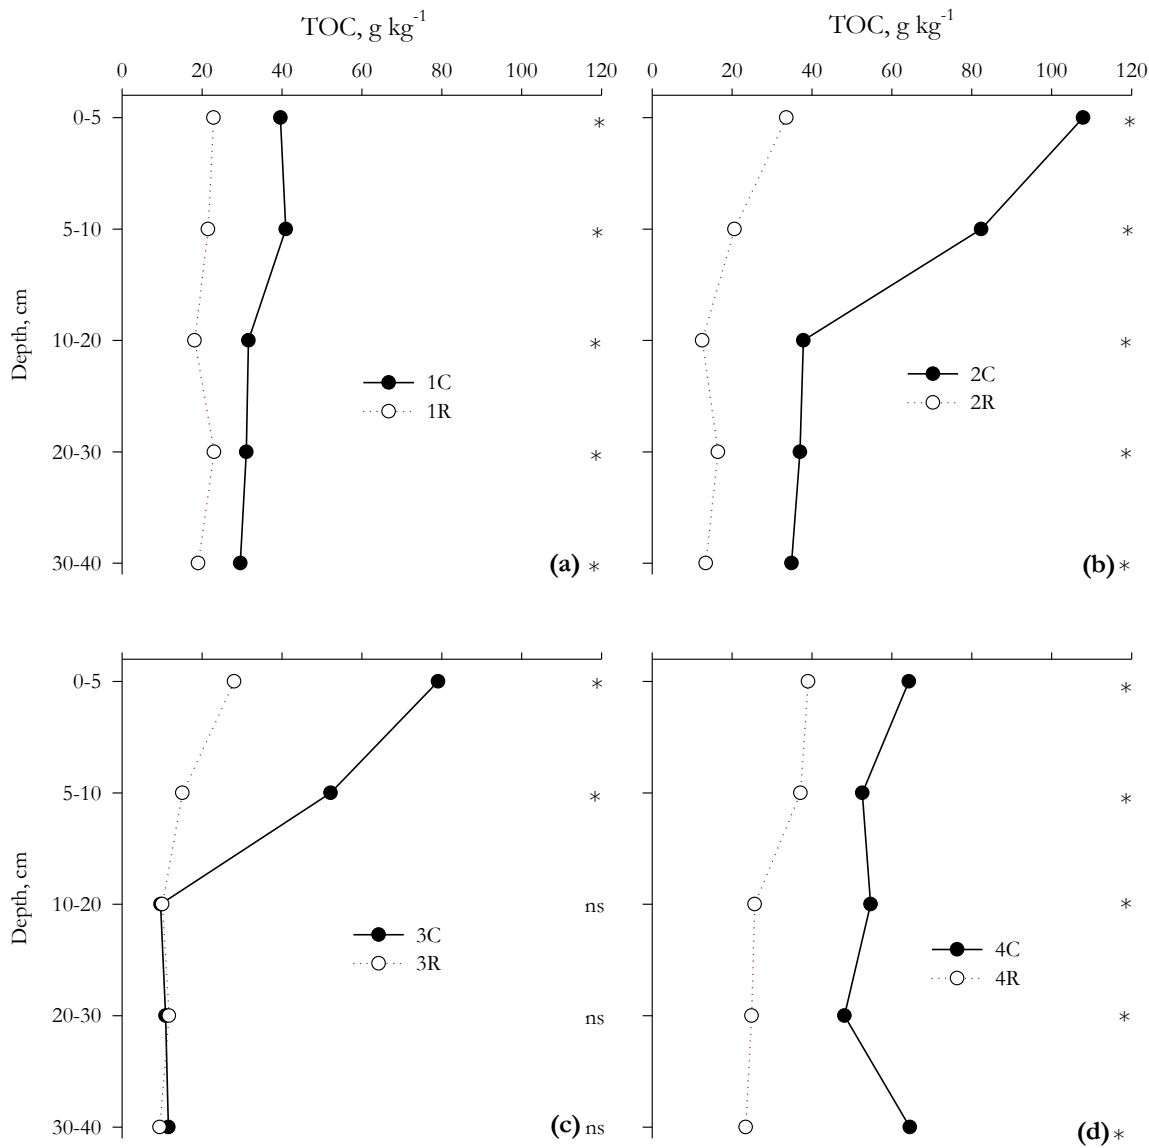 TOC, g kg-1
TOC, g kg-1
0 20 40 60 80 100 120
0 20 40 60 80 100 120
0-5 * *
5-10 * *
10-20 * *
Depth, cm
1C
1R
2C
2R
20-30 * *
30-40 (a) * (b) *
0-5 * *
5-10 * *
10-20 ns *
Depth, cm
3C
3R
4C
4R
20-30 ns *
30-40 (c) ns (d) *